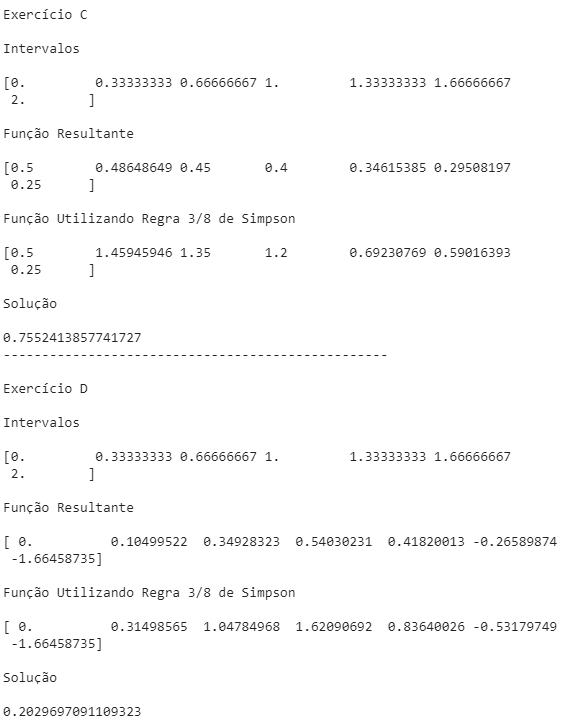 Exercício C
Intervalos
[0. 0.33333333 0.66666667 1. 1.33333333 1.66666667
2. ]
Função Resultante
[0.5 0.48648649 0.45 0.4 0.34615385 0.29508197
0.25 ]
Função Utilizando Regra 3/8 de Simpson
[0.5 1.45945946 1.35 1.2 0.69230769 0.59016393
0.25 ]
Solução
0.7552413857741727
--------------------------------------------------
Exercício D
Intervalos
[0. 0.33333333 0.66666667 1. 1.33333333 1.66666667
2. ]
Função Resultante
[ 0. 0.10499522 0.34928323 0.54030231 0.41820013 -0.26589874
-1.66458735]
Função Utilizando Regra 3/8 de Simpson
[ 0. 0.31498565 1.04784968 1.62090692 0.83640026 -0.53179749
-1.66458735]
Solução
0.2029697091109323